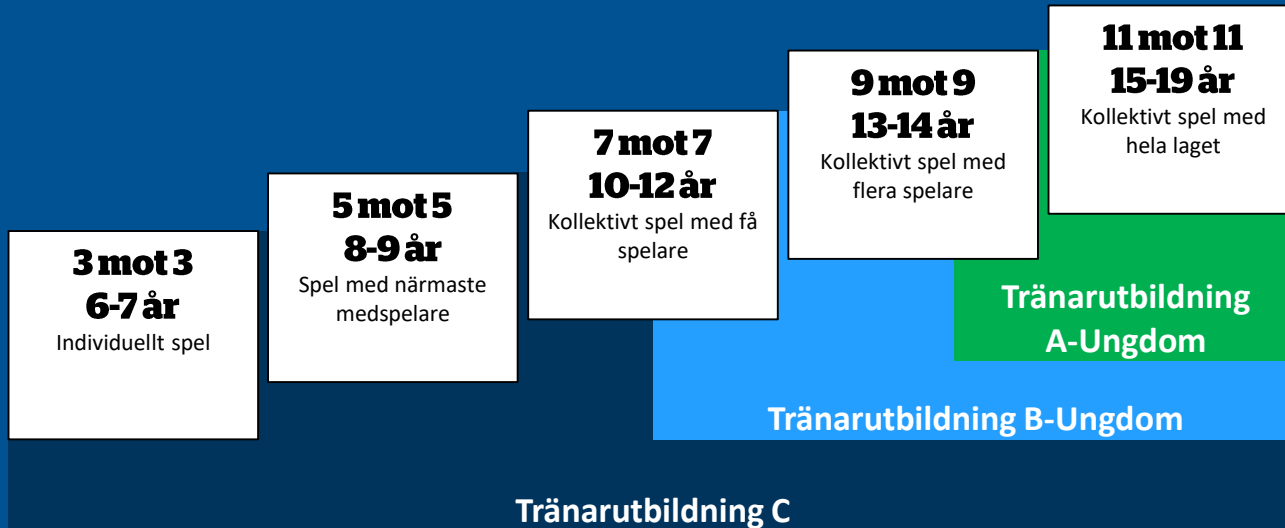 3 mot 3
6-7 år
Individuellt spel
5 mot 5
8-9 år
Spel med närmaste
medspelare
7 mot 7
10-12 år
Kollektivt spel med få
spelare
9 mot 9
13-14 år
Kollektivt spel med
flera spelare
11 mot 11
15-19 år
Kollektivt spel med
hela laget
Tränarutbildning
A-Ungdom
Tränarutbildning B-Ungdom
Tränarutbildning C